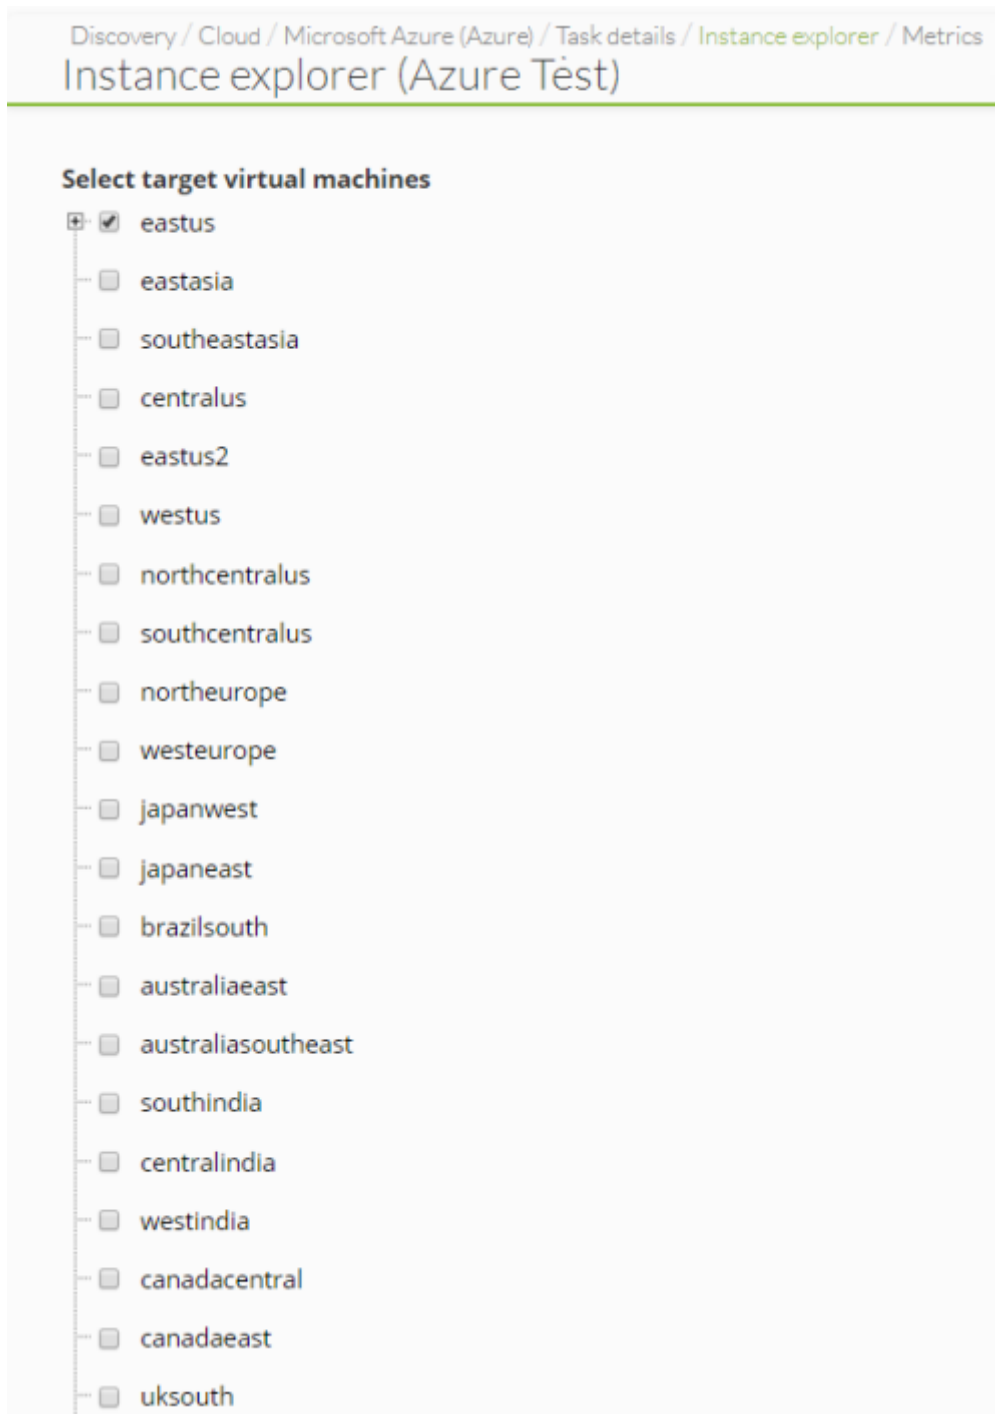 Discovery / Cloud / Microsoft Azure (Azure) / Task details / Instance explorer / Metrics
Instance explorer (Azure Test)
Select target virtual machines
eastus
eastasia
southeastasia
centralus
eastus2
westus
northcentralus
southcentralus
northeurope
westeurope
japanwest
japaneast
brazilsouth
australiaeast
australiasoutheast
southindia
centralindia
westindia
canadacentral
canadaeast
uksouth